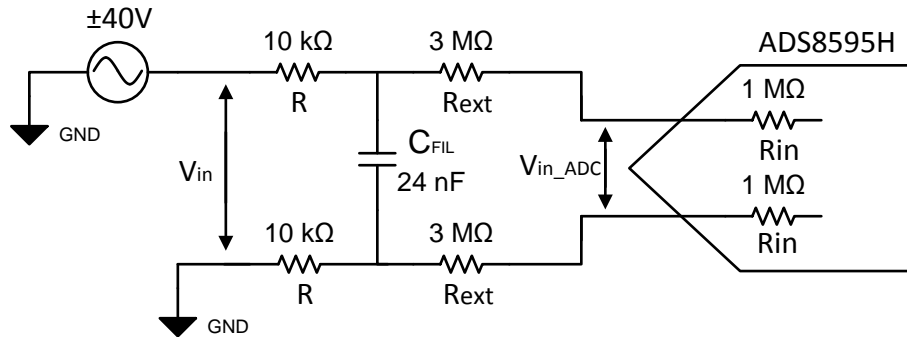 ±40V
10 kΩ
3 MΩ
ADS8595H
R
Rext
1 MΩ
GND
Rin
Vin
CFIL
24 nF
Vin_ADC
1 MΩ
10 kΩ
3 MΩ
Rin
R
Rext
GND